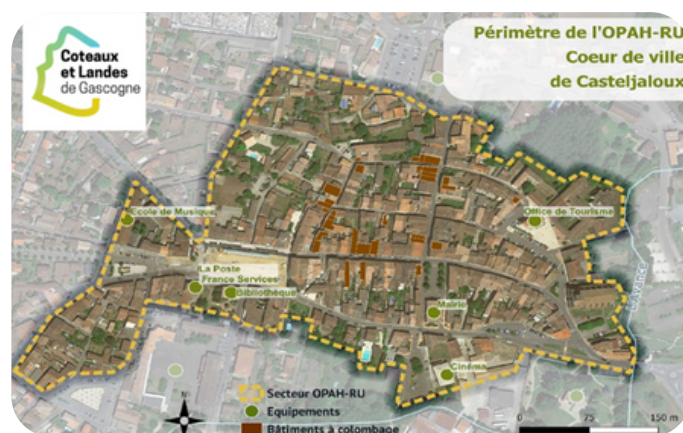 Coteaux
et Landes
de Gascogne
Périmètre de l'OPAH-RU
Coeur de ville
de Casteljaloux
Ecole de Musique
Office de Tourisme
La Poste
France Services
Bibliothèque
Mairie
Cinéma
N
Secteur OPAH-RU
Equipements
Bâtiments à colombage
0 75 150 m